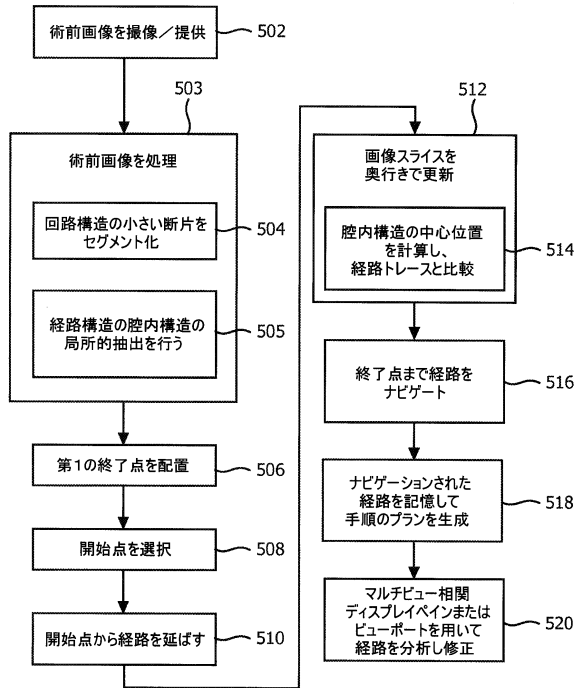 術前画像を撮像／提供
502
503
術前画像を処理
回路構造の小さい断片を
セグメント化
504
経路構造の腔内構造の
局所的抽出を行う
505
第１の終了点を配置
506
開始点を選択
508
開始点から経路を延ばす
510
512
画像スライスを
奥行きで更新
腔内構造の中心位置
を計算し、
経路トレースと比較
514
終了点まで経路を
ナビゲート
516
ナビゲーションされた
経路を記憶して
手順のプランを生成
518
マルチビュー相関
ディスプレイペインまたは
ビューポートを用いて
経路を分析し修正
520